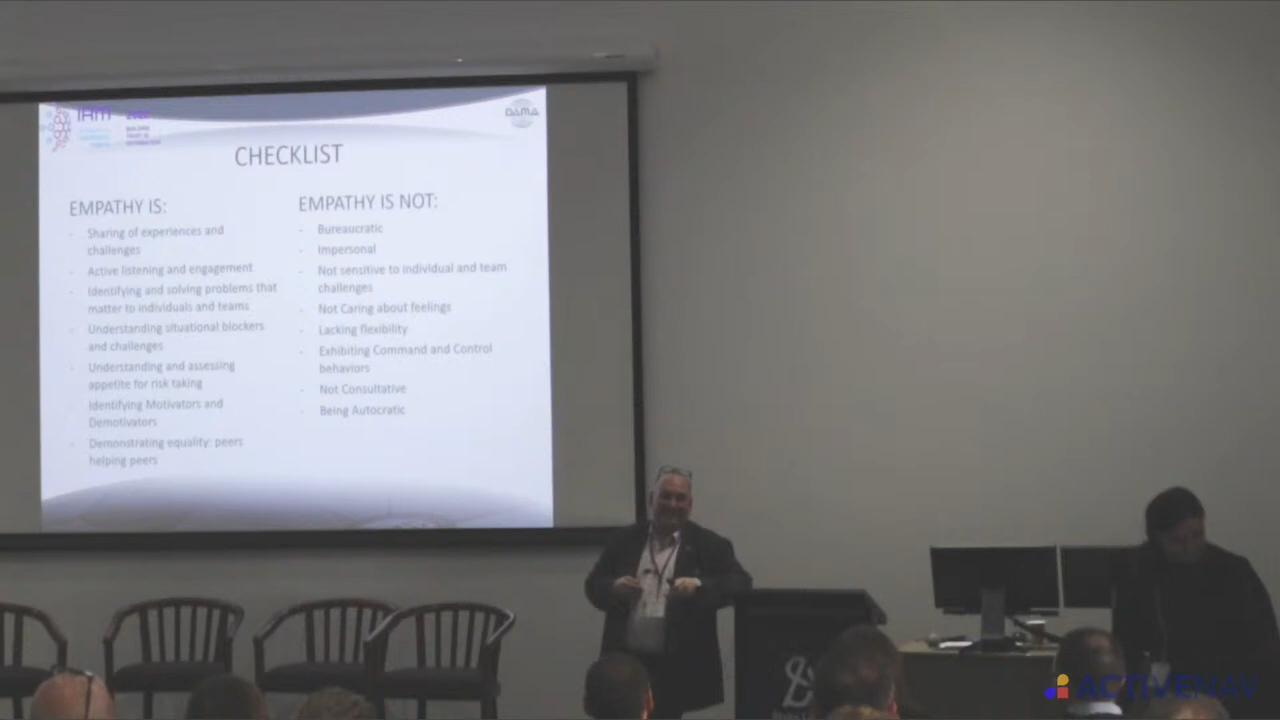 DAMA
CHECKLIST
EMPATHY IS:
- Sharing of experiences and
challenges
- Active listening and engagement
- Identifying and solving problems that
matter to individuals and teams
- Understanding situational blockers
and challenges
- Understanding and assessing
appetite for risk taking
- Identifying Motivators and
Demotivators
- Demonstrating equality: peers
helping peers
EMPATHY IS NOT:
- Bureaucratic
- Impersonal
- Not sensitive to individual and team
challenges
- Not Caring about feelings
- Lacking flexibility
- Exhibiting Command and Control
behaviors
- Not Consultative
- Being Autocratic
ACTIVENAV